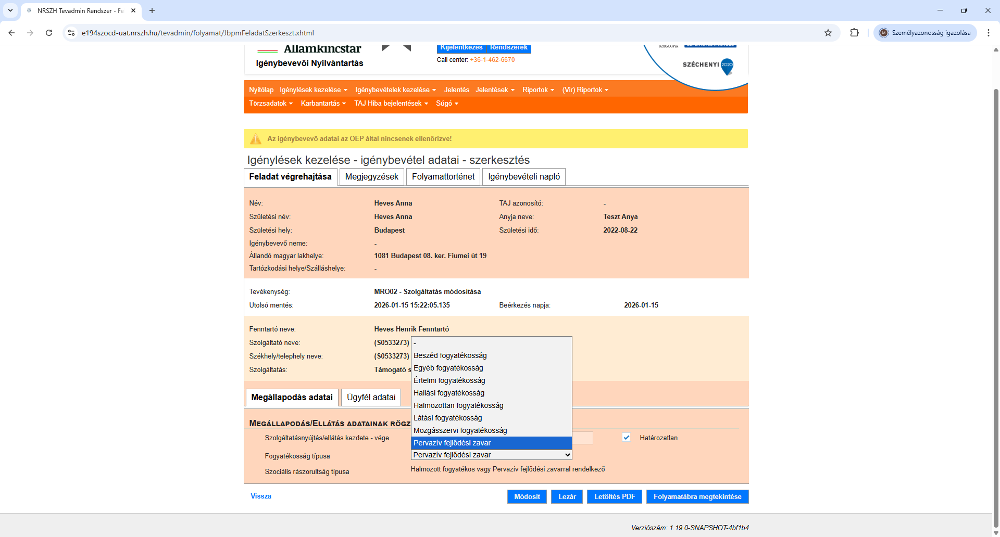 NRSZH Tevadmin Rendszer - Fe
e194szocd-uat.nrszh.hu/tevadmin/folyamat/JbpmFeladatSzerkeszt.xhtml
M
Személyazonosság igazolása
Államkincstar
Igénybevevői Nyilvántartás
Kijelentkezés Rendszerek
Call center: +36-1-462-6670
KORMÁNYA
SZÉCHENYI 2020
Nyitólap Igénylések kezelése Igénybevételek kezelése Jelentés Jelentések Riportok (Vir) Riportok
Törzsadatok Karbantartás TAJ Hiba bejelentések Súgó
Az igénybevevő adatai az OEP által nincsenek ellenőrizve!
Igénylések kezelése - igénybevétel adatai - szerkesztés
Feladat végrehajtása Megjegyzések Folyamattörténet Igénybevételi napló
Név: Heves Anna TAJ azonosító: -
Születési név: Heves Anna Anyja neve: Teszt Anya
Születési hely: Budapest Születési idő: 2022-08-22
Igénybevevő neme: -
Állandó magyar lakhelye: 1081 Budapest 08. ker. Fiumei út 19
Tartózkodási helye/Szálláshelye: -
Tevékenység: MRO02 - Szolgáltatás módosítása
Utolsó mentés: 2026-01-15 15:22:05.135 Beérkezés napja: 2026-01-15
Fenntartó neve: Heves Henrik Fenntartó
Szolgáltató neve: (S0533273)
Székhely/telephely neve: (S0533273)
Szolgáltatás: Támogató s
-
Beszéd fogyatékosság
Egyéb fogyatékosság
Értelmi fogyatékosság
Hallási fogyatékosság
Halmozottan fogyatékosság
Látási fogyatékosság
Mozgásszervi fogyatékosság
Pervazív fejlődési zavar
Megállapodás adatai Ügyfél adatai
MEGÁLLAPODÁS/ELLÁTÁS ADATAINAK RÖGZ
Szolgáltatásnyújtás/ellátás kezdete - vége Határozatlan
Fogyatékosság típusa Pervazív fejlődési zavar
Szociális rászorultság típusa Halmozott fogyatékos vagy Pervazív fejlődési zavarral rendelkező
Vissza Módosít Lezár Letöltés PDF Folyamatábra megtekintése
Verziószám: 1.19.0-SNAPSHOT-4bf1b4